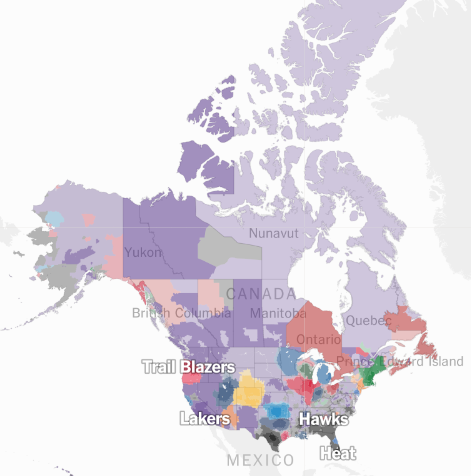 Nunavut
Yukon
CANADA
British Columbia
Manitoba
Quebec
Ontario
Prince Edward Island
Trail Blazers
Lakers
Hawks
Heat
MEXICO